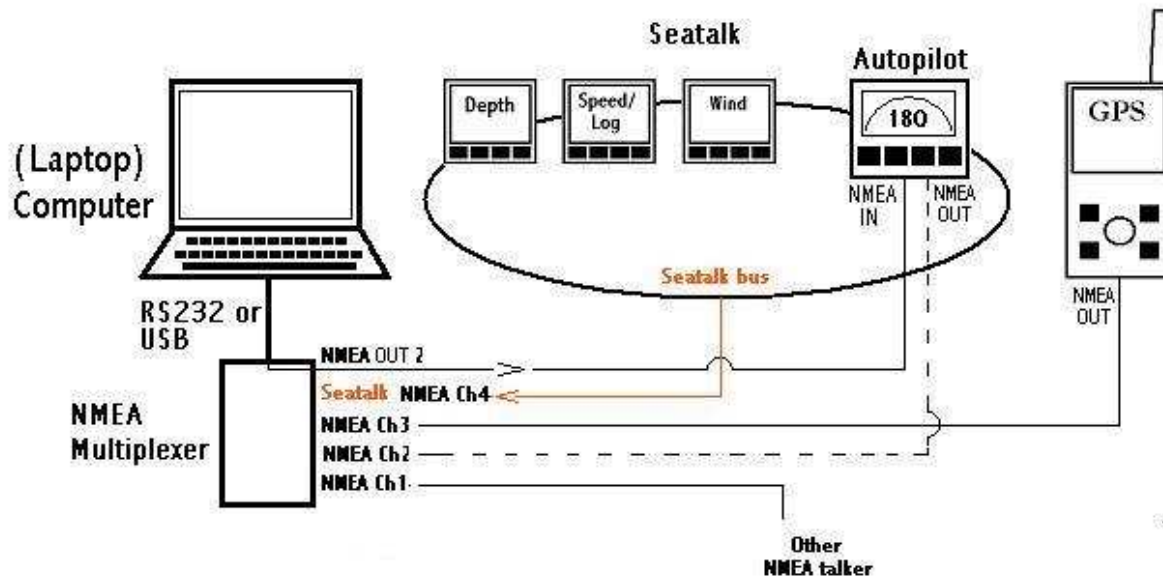 Seatalk
Autopilot
Depth
Speed/
Log
Wind
180
GPS
(Laptop)
Computer
NMEA
IN
NMEA
OUT
Seatalk bus
NMEA
OUT
RS232 or
USB
NMEA OUT 2
Seatalk NMEA Ch4
NMEA
Multiplexer
NMEA Ch3
NMEA Ch2
NMEA Ch1
Other
NMEA talker